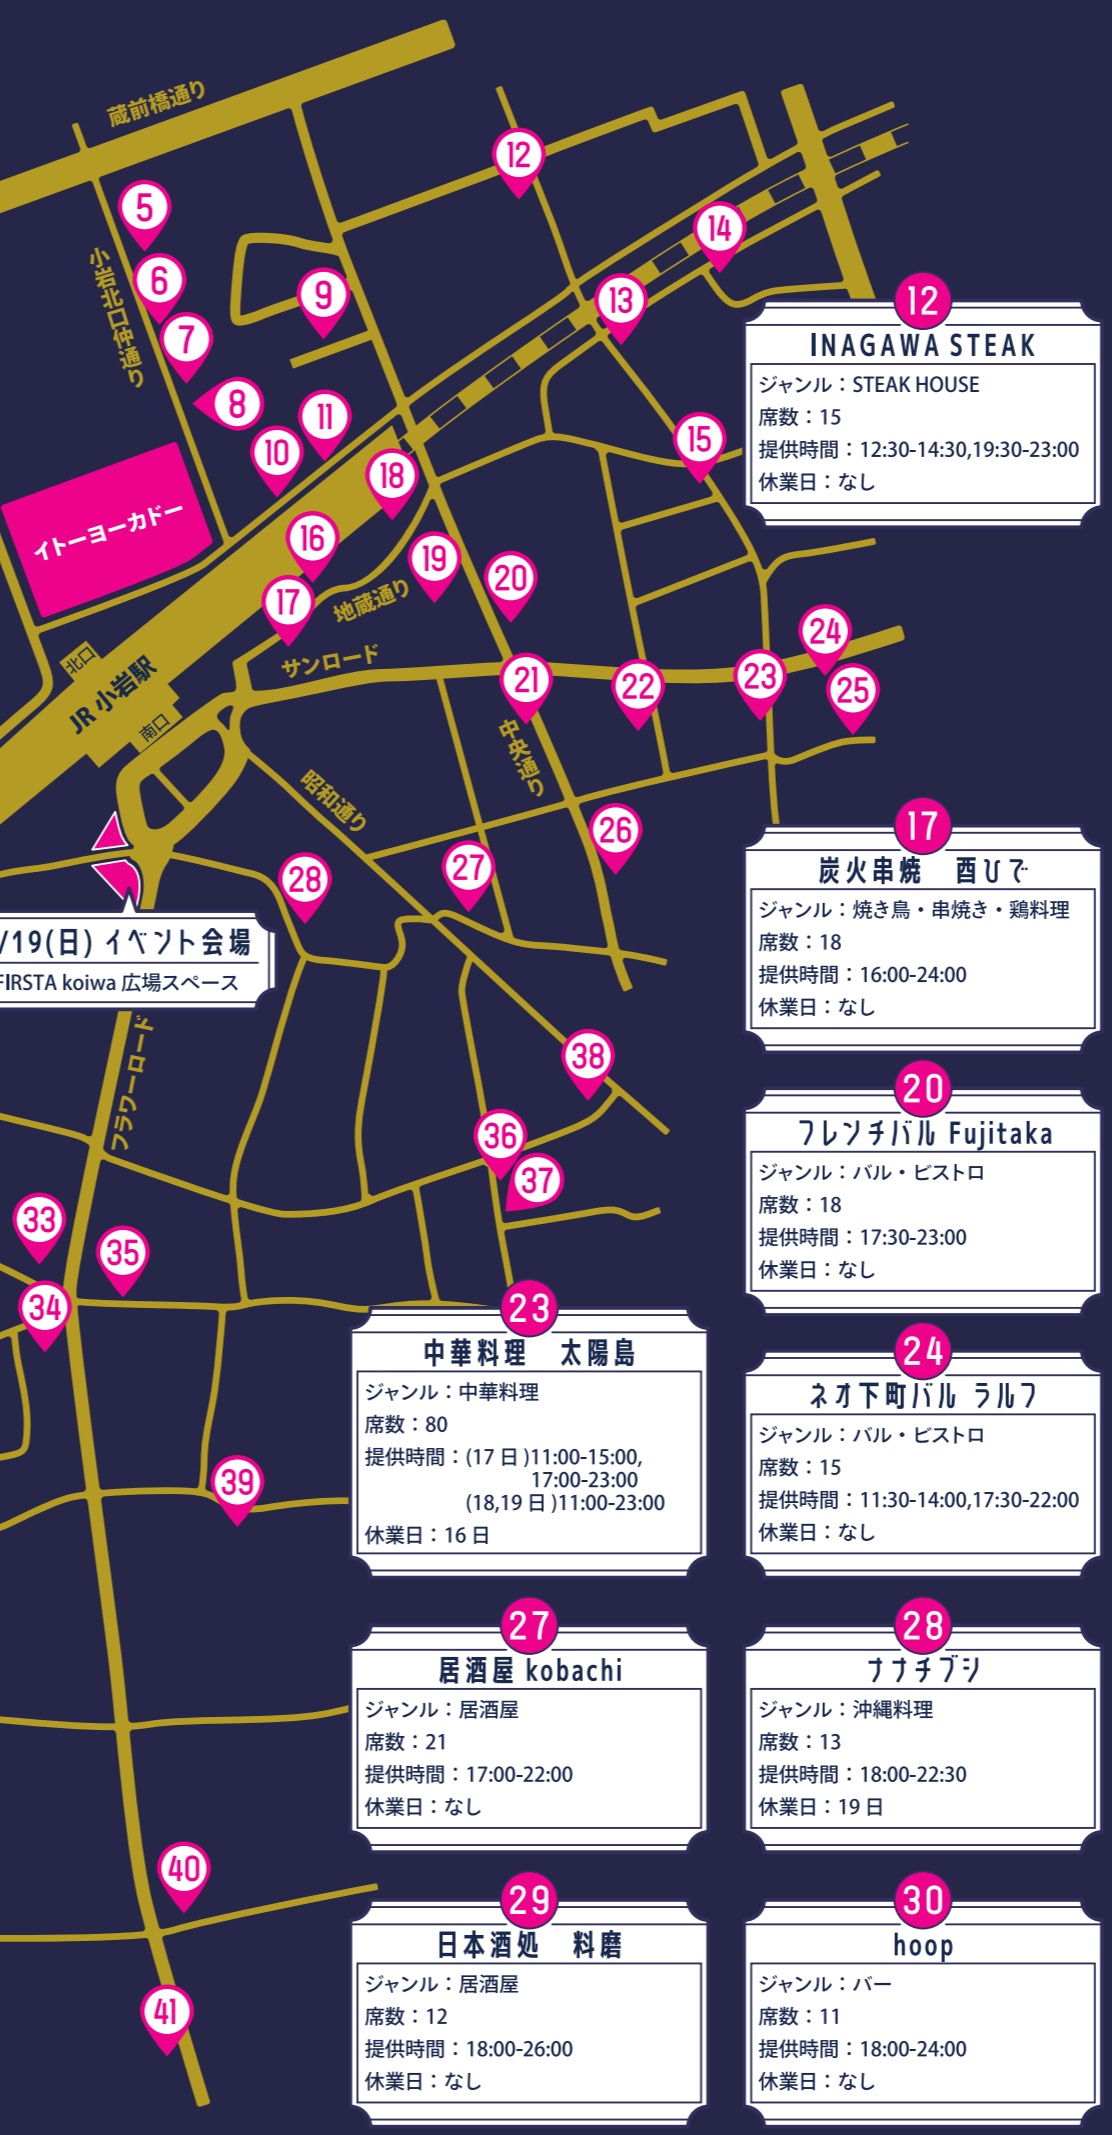 蔵前橋通り
12
5
小岩北口仲通り
6
14
9
13
7
8
11
15
10
18
イトーヨーカドー
16
19
20
17
地蔵通り
24
サンロード
北口
JR 小岩駅
南口
21
22
23
25
中央通り
昭和通り
26
27
28
/19(日) イベント会場
FIRSTA koiwa 広場スペース
フラワーロード
38
36
37
33
35
34
39
40
41
12
INAGAWA STEAK
ジャンル：STEAK HOUSE
席数：15
提供時間：12:30-14:30,19:30-23:00
休業日：なし
17
炭火串焼　酉ひで
ジャンル：焼き鳥・串焼き・鶏料理
席数：18
提供時間：16:00-24:00
休業日：なし
20
フレンチバル Fujitaka
ジャンル：バル・ビストロ
席数：18
提供時間：17:30-23:00
休業日：なし
23
中華料理　太陽島
ジャンル：中華料理
席数：80
提供時間：(17 日 )11:00-15:00,
17:00-23:00
(18,19 日 )11:00-23:00
休業日：16 日
24
ネオ下町バル ラルフ
ジャンル：バル・ビストロ
席数：15
提供時間：11:30-14:00,17:30-22:00
休業日：なし
27
居酒屋 kobachi
ジャンル：居酒屋
席数：21
提供時間：17:00-22:00
休業日：なし
28
ナナチブシ
ジャンル：沖縄料理
席数：13
提供時間：18:00-22:30
休業日：19 日
29
日本酒処　料磨
ジャンル：居酒屋
席数：12
提供時間：18:00-26:00
休業日：なし
30
hoop
ジャンル：バー
席数：11
提供時間：18:00-24:00
休業日：なし